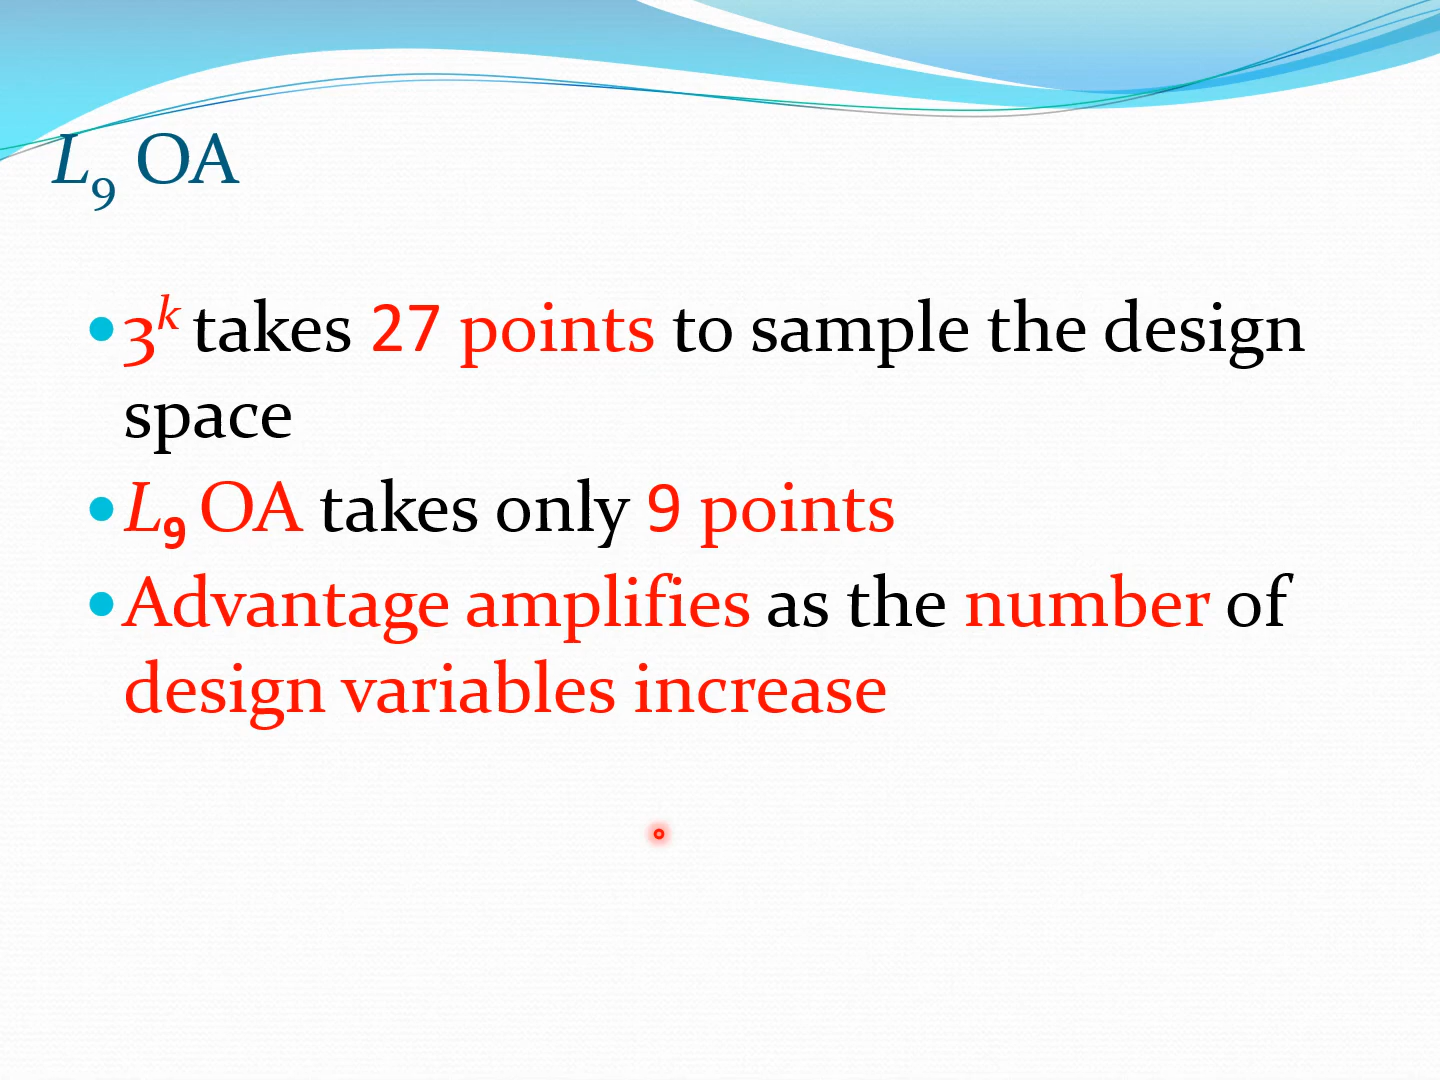 L₉ OA
• 3ᵏ takes 27 points to sample the design
space
• L₉ OA takes only 9 points
• Advantage amplifies as the number of
design variables increase